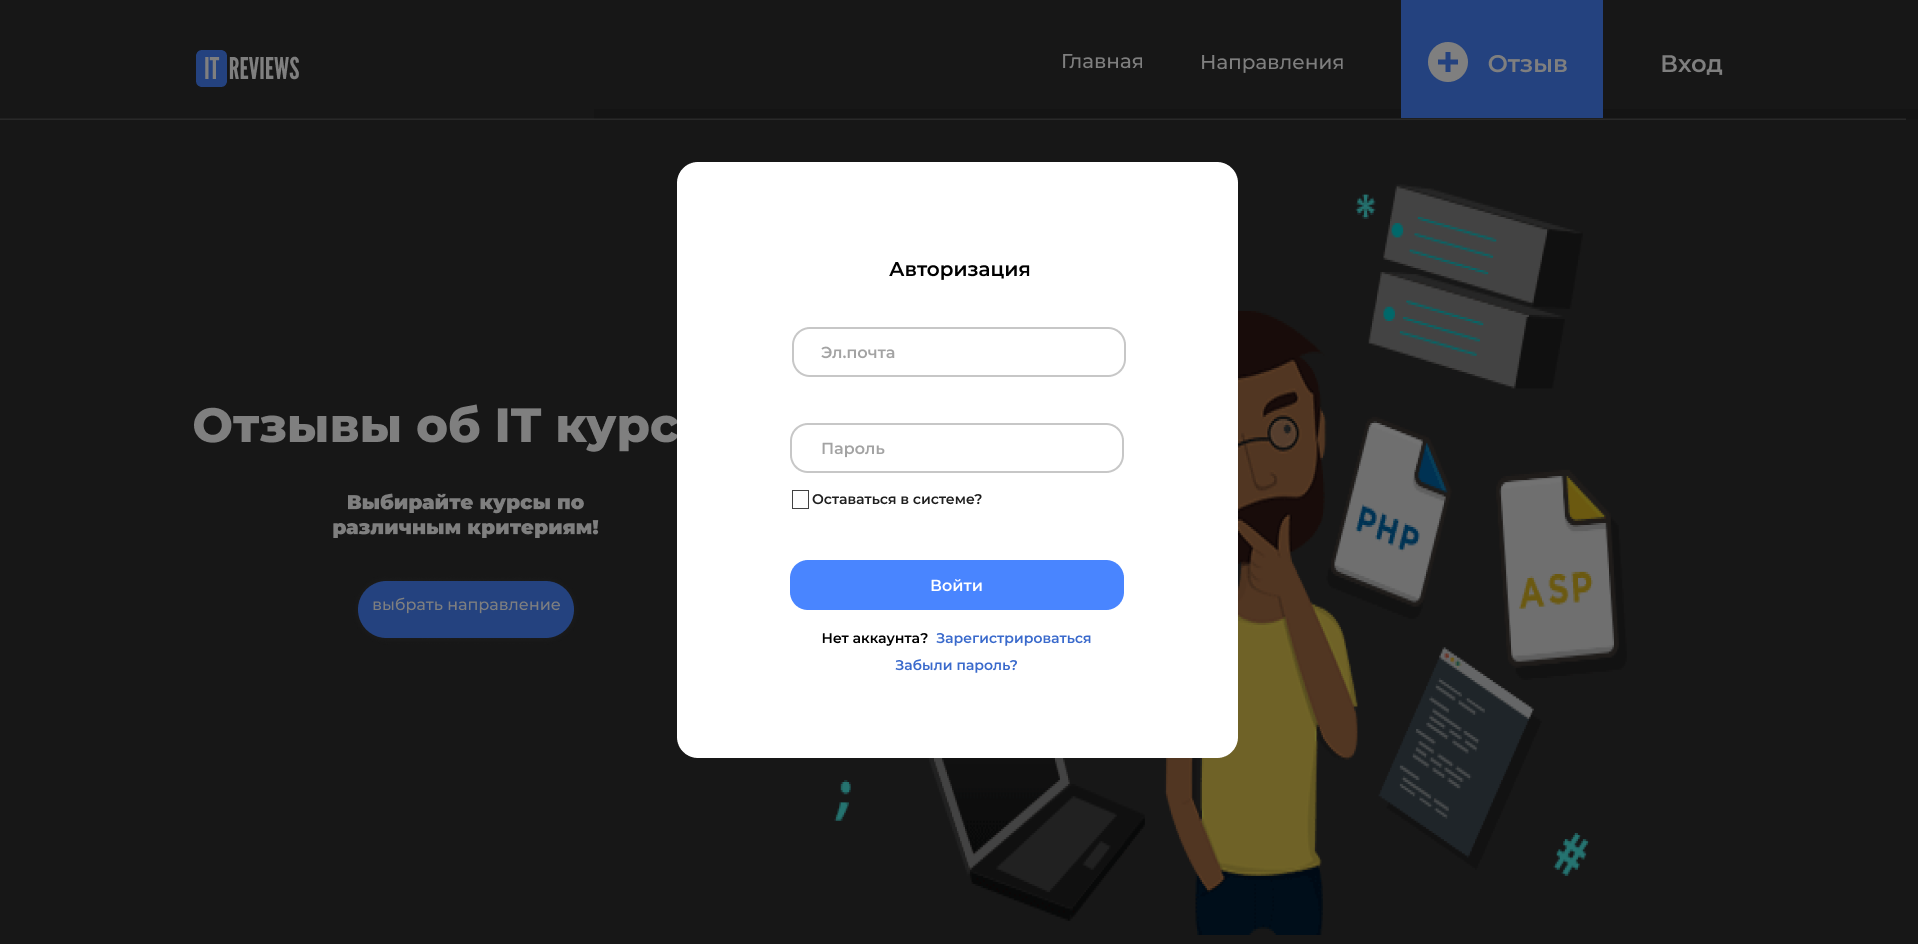 IT REVIEWS
Главная
Направления
Отзыв
Вход
Авторизация
Эл.почта
Отзывы об IT курс
Пароль
Выбирайте курсы по
различным критериям!
Оставаться в системе?
выбрать направление
Войти
Нет аккаунта? Зарегистрироваться
Забыли пароль?
*
PHP
ASP
;
#